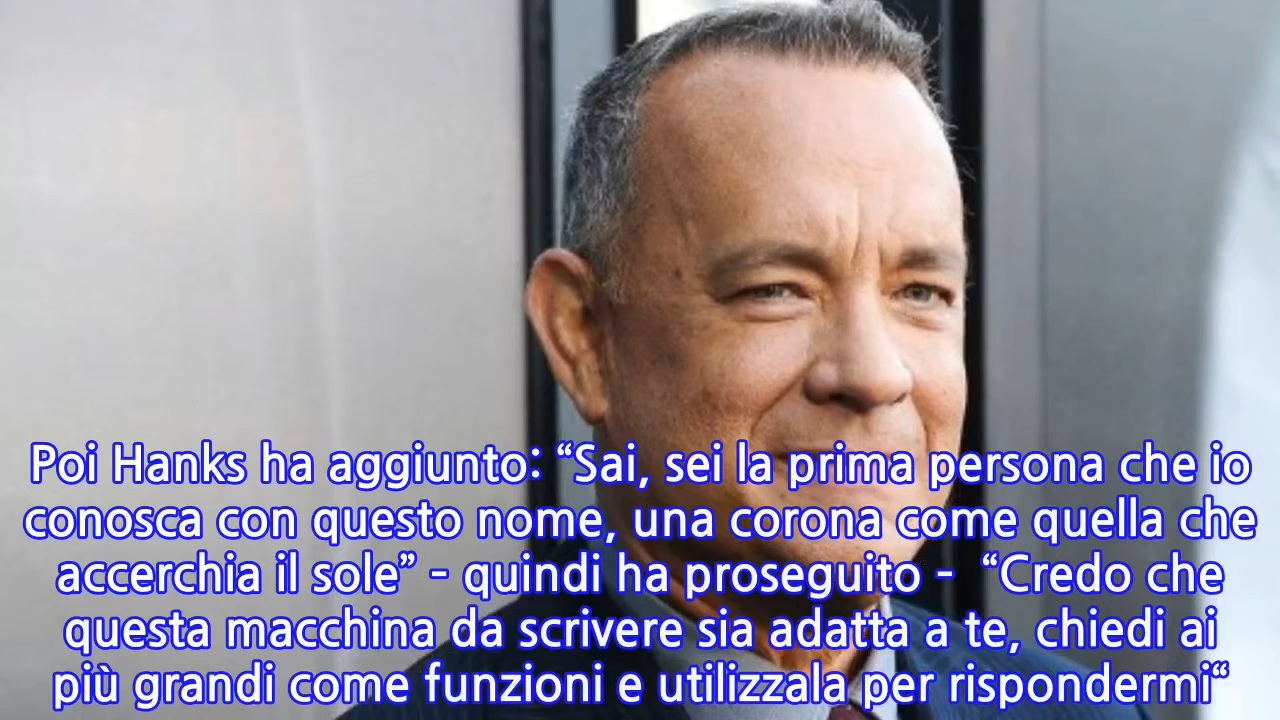 Poi Hanks ha aggiunto: “Sai, sei la prima persona che io
conosca con questo nome, una corona come quella che
accerchia il sole” - quindi ha proseguito -  “Credo che
questa macchina da scrivere sia adatta a te, chiedi ai
più grandi come funzioni e utilizzala per rispondermi“